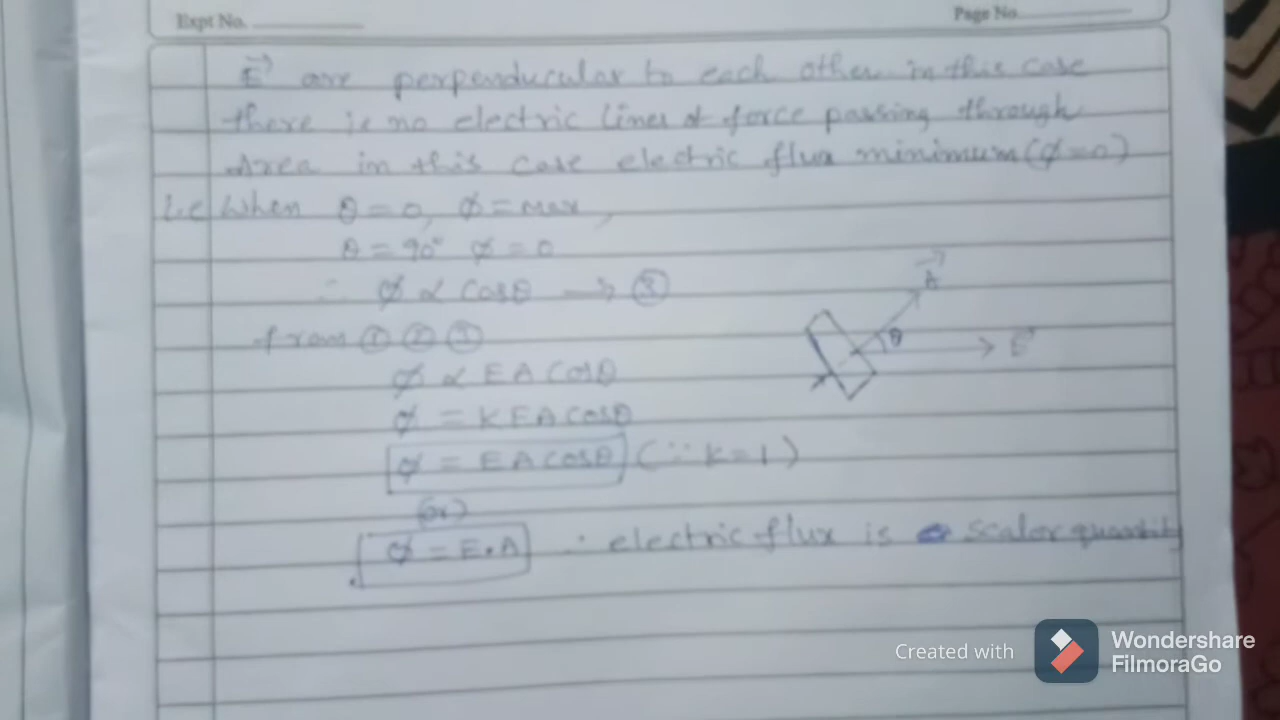 Expt No.
Page No.
E⃗ are perpenducular to each other in this case
there is no electric lines of force passing through
Area in this case electric flux minimum (ϕ=0)
i.e When θ = 0, ϕ = max,
θ = 90° ϕ = 0
∴ ϕ ∝ cosθ → ③
A⃗
from ① ② ③
θ
E⃗
ϕ ∝ EA Cosθ
ϕ = K EA cosθ
ϕ = EA cosθ (∵ K=1)
(or)
ϕ = E.A ∴ electric flux is scalar quantity
Created with
Wondershare
FilmoraGo